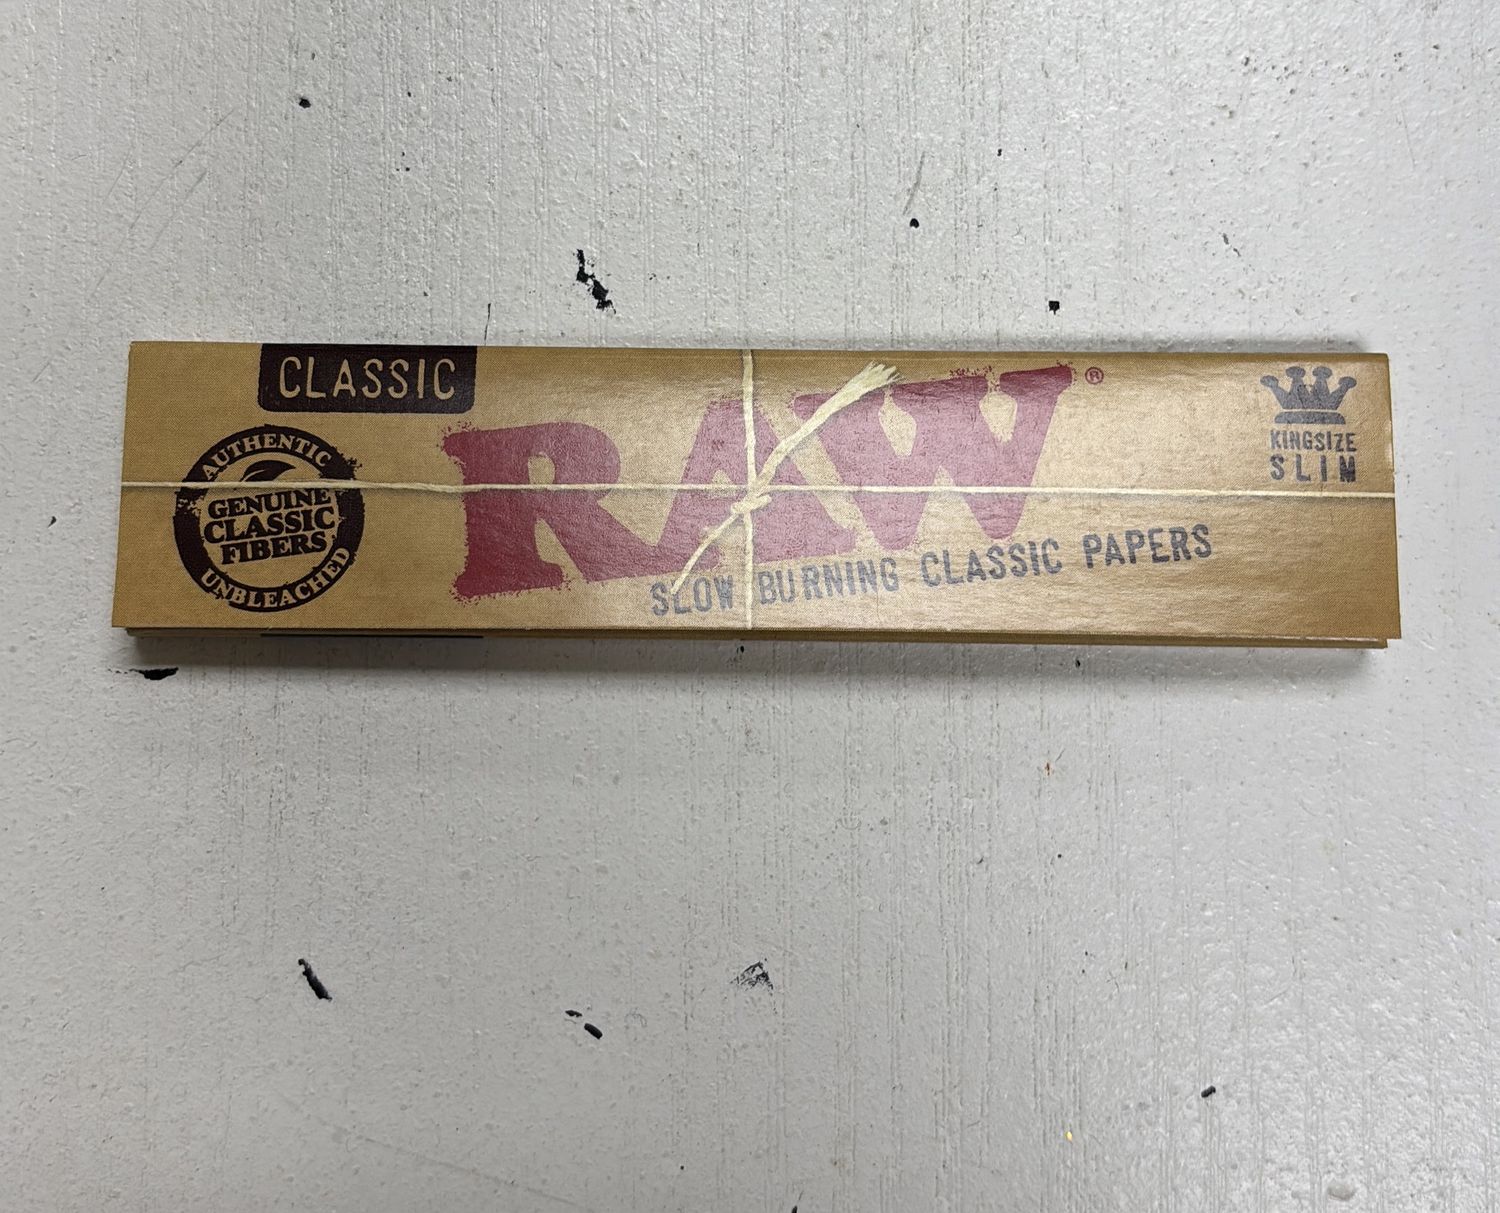 CLASSIC
AUTHENTIC
GENUINE
CLASSIC
FIBERS
UNBLEACHED
RAW®
SLOW BURNING CLASSIC PAPERS
KINGSIZE
SLIM